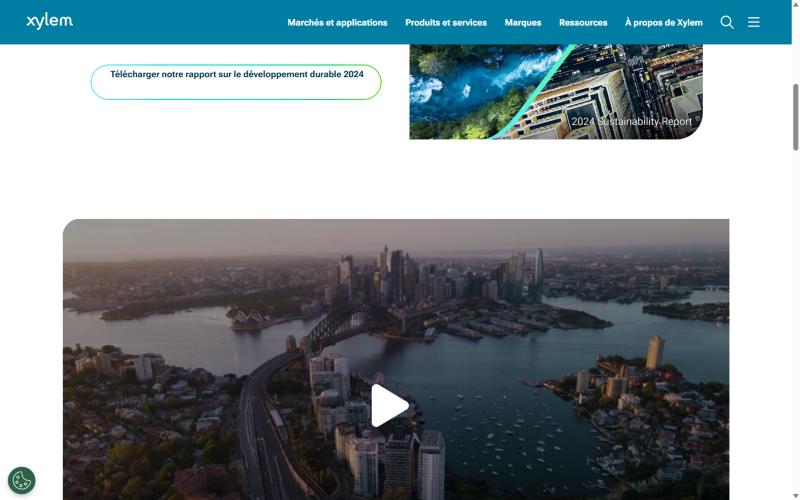 xylem
Marchés et applications
Produits et services
Marques
Ressources
À propos de Xylem
Télécharger notre rapport sur le développement durable 2024
2024 Sustainability Report